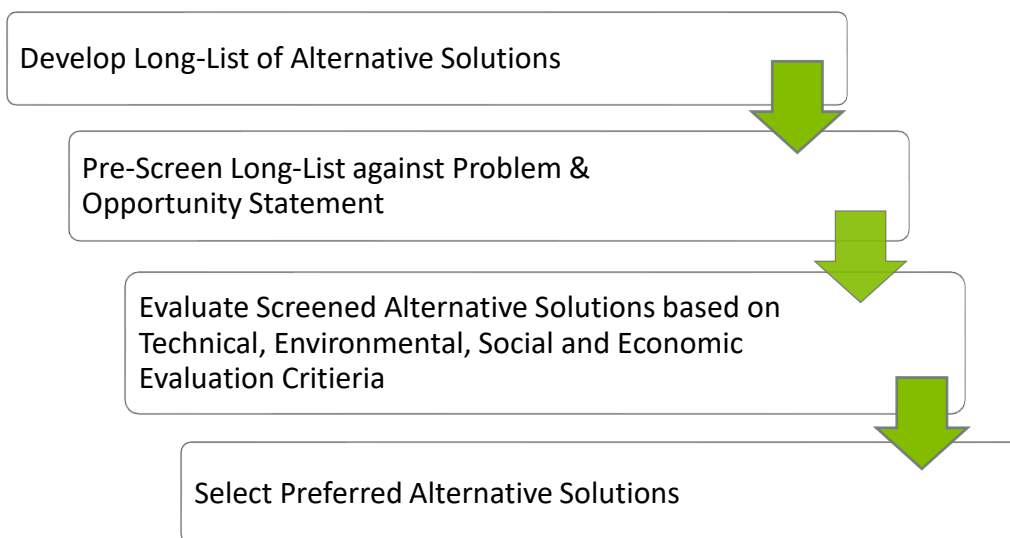 Develop Long-List of Alternative Solutions
Pre-Screen Long-List against Problem &
Opportunity Statement
Evaluate Screened Alternative Solutions based on
Technical, Environmental, Social and Economic
Evaluation Critieria
Select Preferred Alternative Solutions